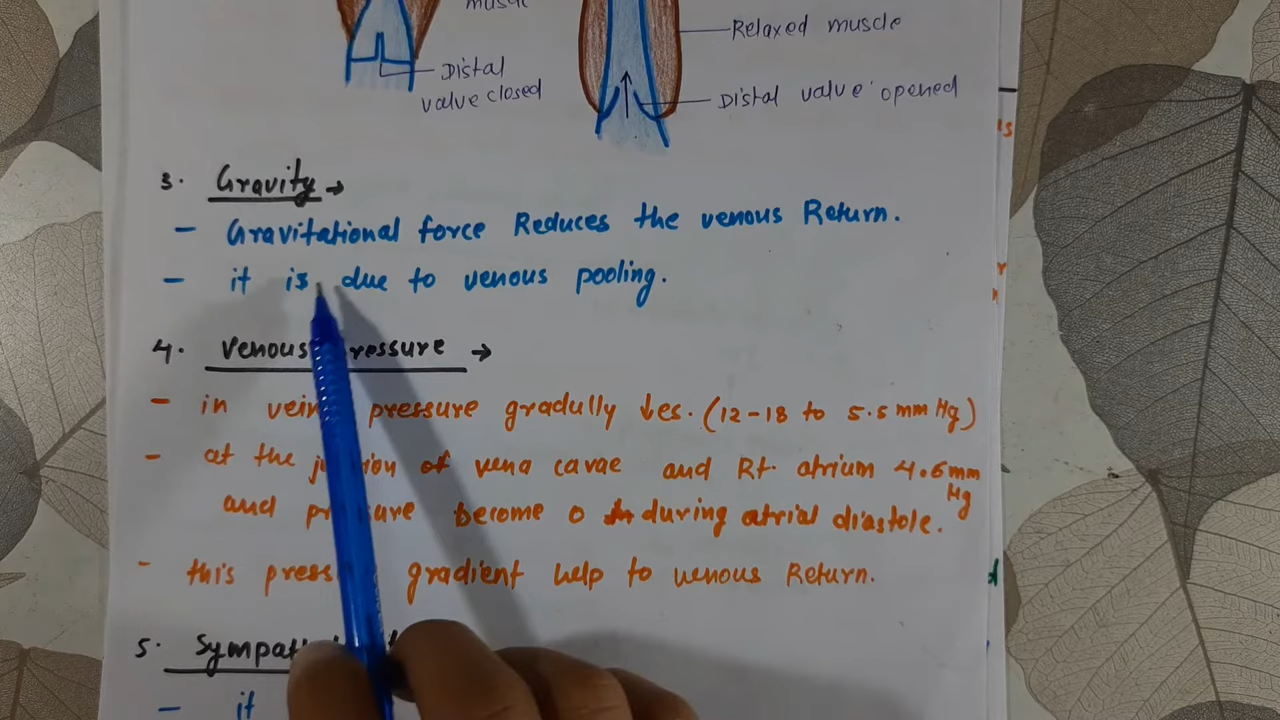 Relaxed muscle
Distal
valve closed
Distal valve opened
3. Gravity →
- Gravitational force Reduces the venous Return.
- it is due to venous pooling.
4. Venous →
- in pressure gradully ↓es. (12-18 to 5.5 mm Hg)
- at the of vena cavae and Rt. atrium 4.6mm
Hg
and become 0 during atrial diastole.
- this gradient help to venous Return.
5.
- it